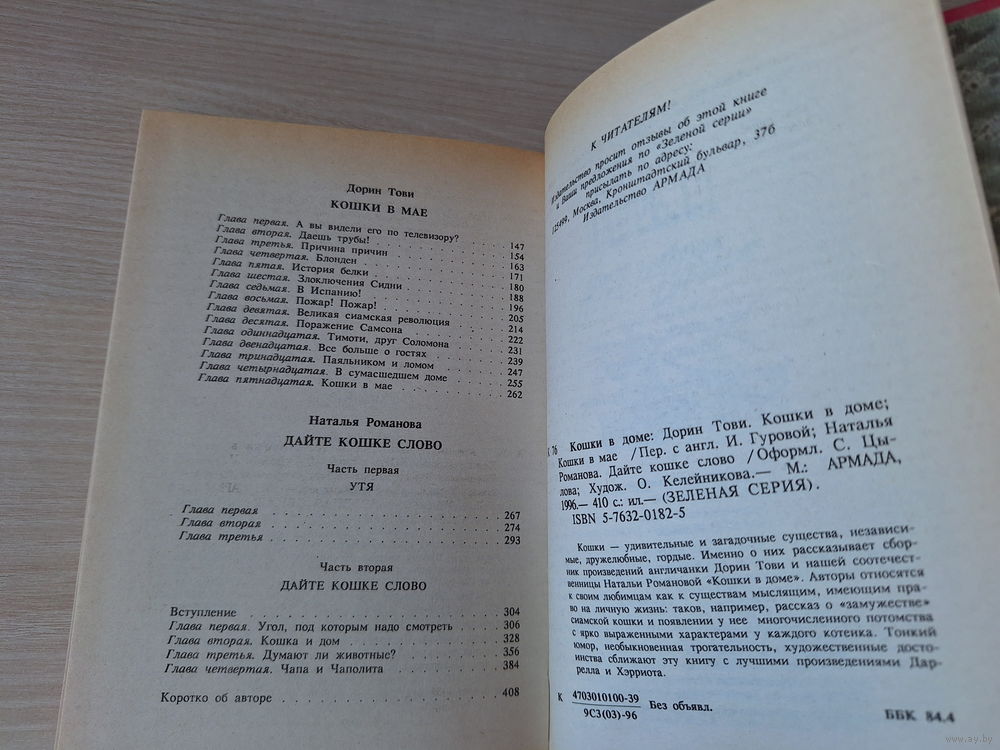 Дорин Тови
КОШКИ В МАЕ
Глава первая. А вы видели его по телевизору? . . . . 147
Глава вторая. Даешь трубы! . . . . 154
Глава третья. Причина причин . . . . 163
Глава четвертая. Блонден . . . . 171
Глава пятая. История белки . . . . 180
Глава шестая. Злоключения Сидни . . . . 188
Глава седьмая. В Испанию! . . . . 196
Глава восьмая. Пожар! Пожар! . . . . 205
Глава девятая. Великая сиамская революция . . . . 214
Глава десятая. Поражение Самсона . . . . 222
Глава одиннадцатая. Тимоти, друг Соломона . . . . 231
Глава двенадцатая. Все больше о гостях . . . . 239
Глава тринадцатая. Паяльником и ломом . . . . 247
Глава четырнадцатая. В сумасшедшем доме . . . . 255
Глава пятнадцатая. Кошки в мае . . . . 262
Наталья Романова
ДАЙТЕ КОШКЕ СЛОВО
Часть первая
УТЯ
Глава первая . . . . 267
Глава вторая . . . . 274
Глава третья . . . . 293
Часть вторая
ДАЙТЕ КОШКЕ СЛОВО
Вступление . . . . 304
Глава первая. Угол, под которым надо смотреть . . . . 306
Глава вторая. Кошка и дом . . . . 328
Глава третья. Думают ли животные? . . . . 356
Глава четвертая. Чапа и Чаполита . . . . 384
Коротко об авторе . . . . 408
К ЧИТАТЕЛЯМ!
Издательство просит отзывы об этой книге
и Ваши предложения по «Зеленой серии»
присылать по адресу:
125499, Москва, Кронштадтский бульвар, 37б
Издательство АРМАДА
К 76 Кошки в доме: Дорин Тови. Кошки в доме;
Кошки в мае /Пер. с англ. И. Гуровой; Наталья
Романова. Дайте кошке слово /Оформл. С. Цы-
лова; Худож. О. Келейникова.— М.: АРМАДА,
1996.— 410 с.: ил.— (ЗЕЛЕНАЯ СЕРИЯ).
ISBN 5-7632-0182-5
Кошки — удивительные и загадочные существа, независи-
мые, дружелюбные, гордые. Именно о них рассказывает сбор-
ник произведений англичанки Дорин Тови и нашей соотечест-
венницы Натальи Романовой «Кошки в доме». Авторы относятся
к своим любимцам как к существам мыслящим, имеющим пра-
во на личную жизнь: таков, например, рассказ о «замужестве»
сиамской кошки и появлении у нее многочисленного потомства
с ярко выраженными характерами у каждого котенка. Тонкий
юмор, необыкновенная трогательность, художественные досто-
инства сближают эту книгу с лучшими произведениями Дар-
релла и Хэрриота.
К 4703010100-39 Без объявл.
9С3(03)-96
ББК 84.4
www.ay.by